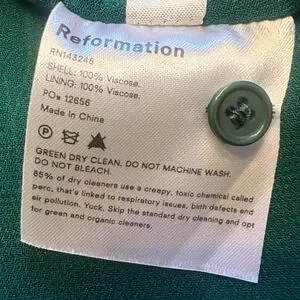 Reformation
RN143246
SHELL: 100% Viscose.
LINING: 100% Viscose.
PO# 12656
Made in China
GREEN DRY CLEAN. DO NOT MACHINE WASH.
DO NOT BLEACH.
85% of dry cleaners use a creepy, toxic chemical called
perc, that's linked to respiratory issues, birth defects and
air pollution. Yuck. Skip the standard dry cleaning and opt
for green and organic cleaners.